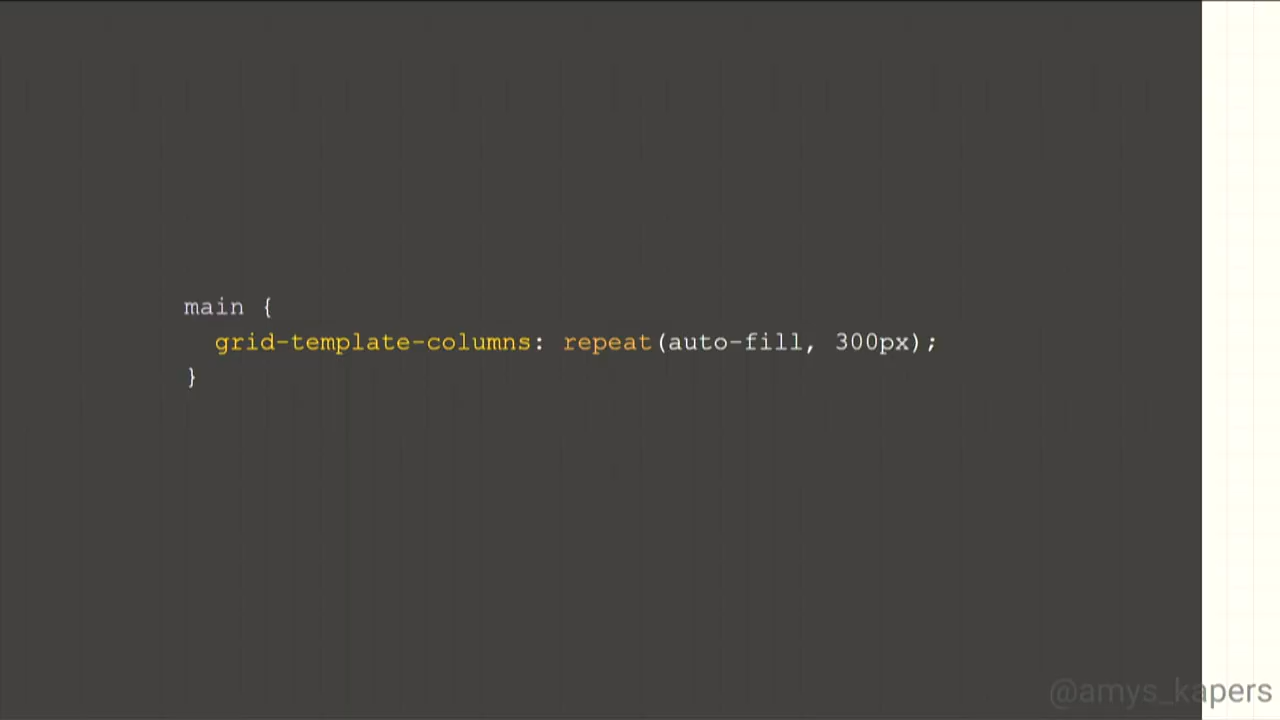 main {
  grid-template-columns: repeat(auto-fill, 300px);
}
@amys_kapers